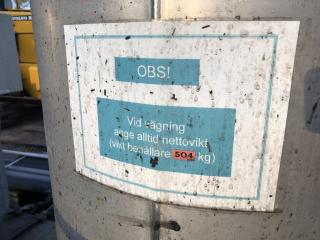 OBS!
Vid vägning
ange alltid nettovikt
(vikt behållare 504 kg)